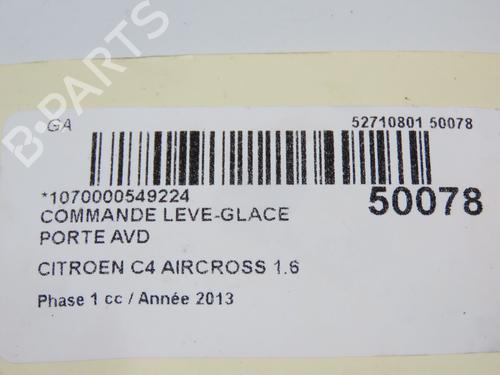 GA
52710801 50078
*1070000549224
50078
COMMANDE LEVE-GLACE
PORTE AVD
CITROEN C4 AIRCROSS 1.6
Phase 1 cc / Année 2013
B-PARTS